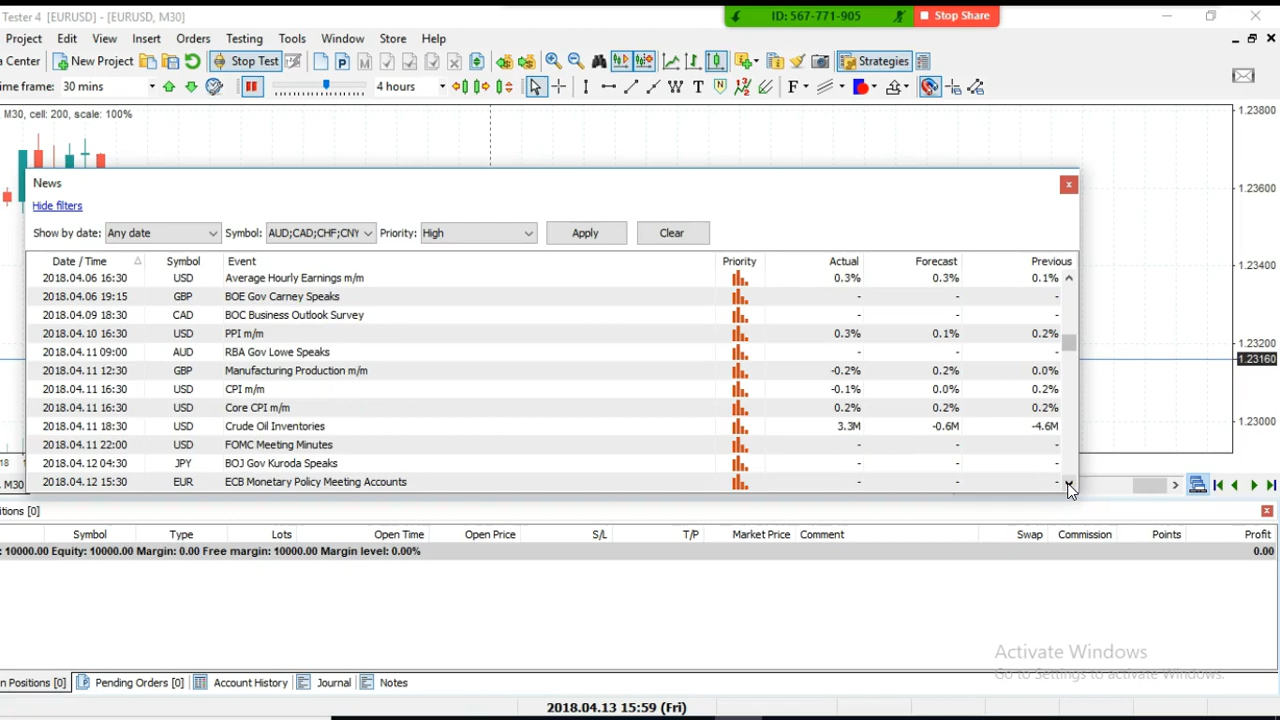 Tester 4 [EURUSD] - [EURUSD, M30]
ID: 567-771-905
Stop Share
Project Edit View Insert Orders Testing Tools Window Store Help
a Center New Project Stop Test Strategies
ime frame: 30 mins 4 hours
M30, cell: 200, scale: 100%
1.23800
News
Hide filters
1.23600
Show by date: Any date Symbol: AUD;CAD;CHF;CNY Priority: High Apply Clear
Date / Time Symbol Event Priority Actual Forecast Previous
1.23400
2018.04.06 16:30 USD Average Hourly Earnings m/m 0.3% 0.3% 0.1%
2018.04.06 19:15 GBP BOE Gov Carney Speaks - - -
2018.04.09 18:30 CAD BOC Business Outlook Survey - - -
2018.04.10 16:30 USD PPI m/m 0.3% 0.1% 0.2%
1.23200
2018.04.11 09:00 AUD RBA Gov Lowe Speaks - - -
1.23160
2018.04.11 12:30 GBP Manufacturing Production m/m -0.2% 0.2% 0.0%
2018.04.11 16:30 USD CPI m/m -0.1% 0.0% 0.2%
2018.04.11 16:30 USD Core CPI m/m 0.2% 0.2% 0.2%
1.23000
2018.04.11 18:30 USD Crude Oil Inventories 3.3M -0.6M -4.6M
2018.04.11 22:00 USD FOMC Meeting Minutes - - -
2018.04.12 04:30 JPY BOJ Gov Kuroda Speaks - - -
2018.04.12 15:30 EUR ECB Monetary Policy Meeting Accounts - - -
18
M30
itions [0]
Symbol Type Lots Open Time Open Price S/L T/P Market Price Comment Swap Commission Points Profit
: 10000.00 Equity: 10000.00 Margin: 0.00 Free margin: 10000.00 Margin level: 0.00% 0.00
Activate Windows
Go to Settings to activate Windows.
n Positions [0] Pending Orders [0] Account History Journal Notes
2018.04.13 15:59 (Fri)